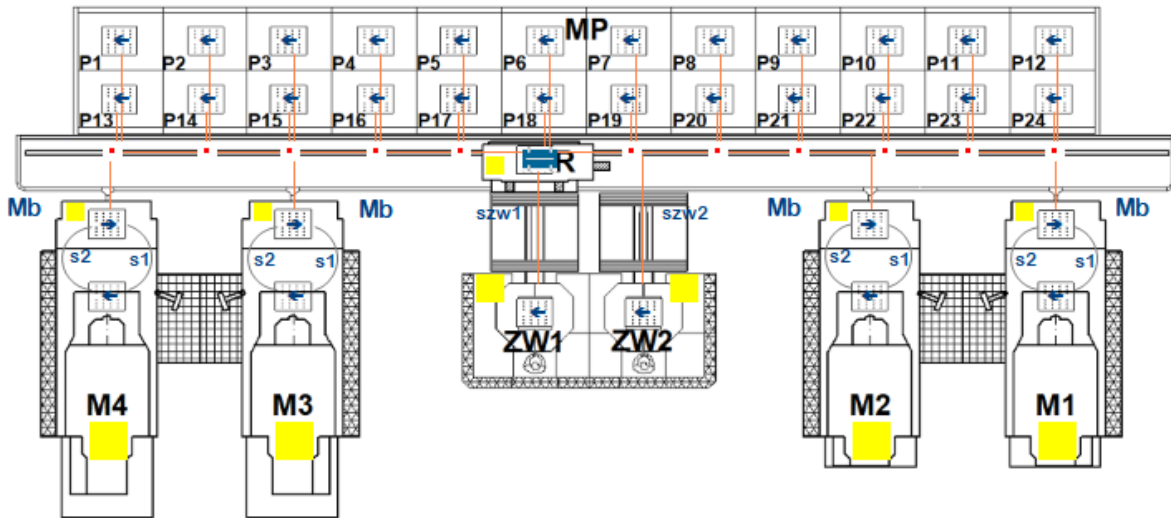 MP
P1 P2 P3 P4 P5 P6 P7 P8 P9 P10 P11 P12
P13 P14 P15 P16 P17 P18 P19 P20 P21 P22 P23 P24
R
Mb Mb szw1 szw2 Mb Mb
s2 s1 s2 s1 s2 s1 s2 s1
ZW1 ZW2
M4 M3 M2 M1